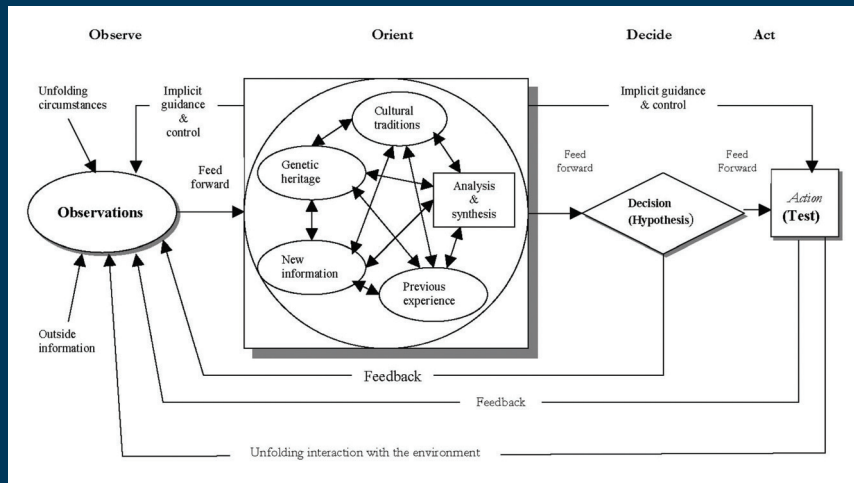 Observe
Orient
Decide
Act
Unfolding
circumstances
Implicit
guidance
&
control
Cultural
traditions
Implicit guidance
& control
Genetic
heritage
Feed
forward
Analysis
&
synthesis
Feed
forward
Feed
Forward
Observations
Decision
(Hypothesis)
Action
(Test)
New
information
Previous
experience
Outside
information
Feedback
Feedback
Unfolding interaction with the environment